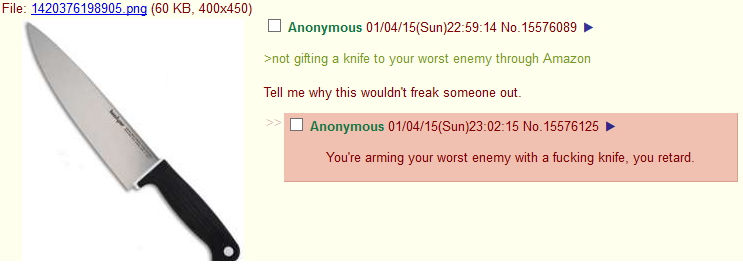 File: 1420376198905.png (60 KB, 400x450)
Anonymous 01/04/15(Sun)22:59:14 No.15576089 ▶
>not gifting a knife to your worst enemy through Amazon
Tell me why this wouldn't freak someone out.
>> Anonymous 01/04/15(Sun)23:02:15 No.15576125 ▶
You're arming your worst enemy with a fucking knife, you retard.